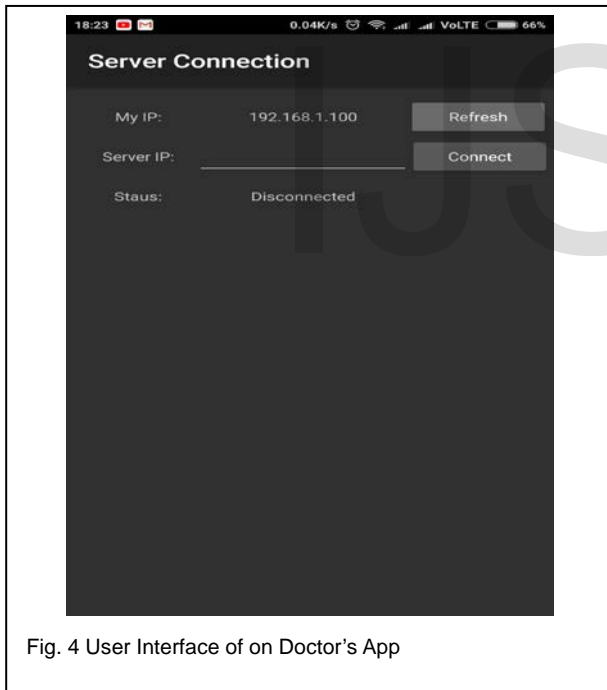 18:23 0.04K/s VoLTE 66%
Server Connection
My IP: 192.168.1.100 Refresh
Server IP: Connect
Staus: Disconnected
IJS
Fig. 4 User Interface of on Doctor's App